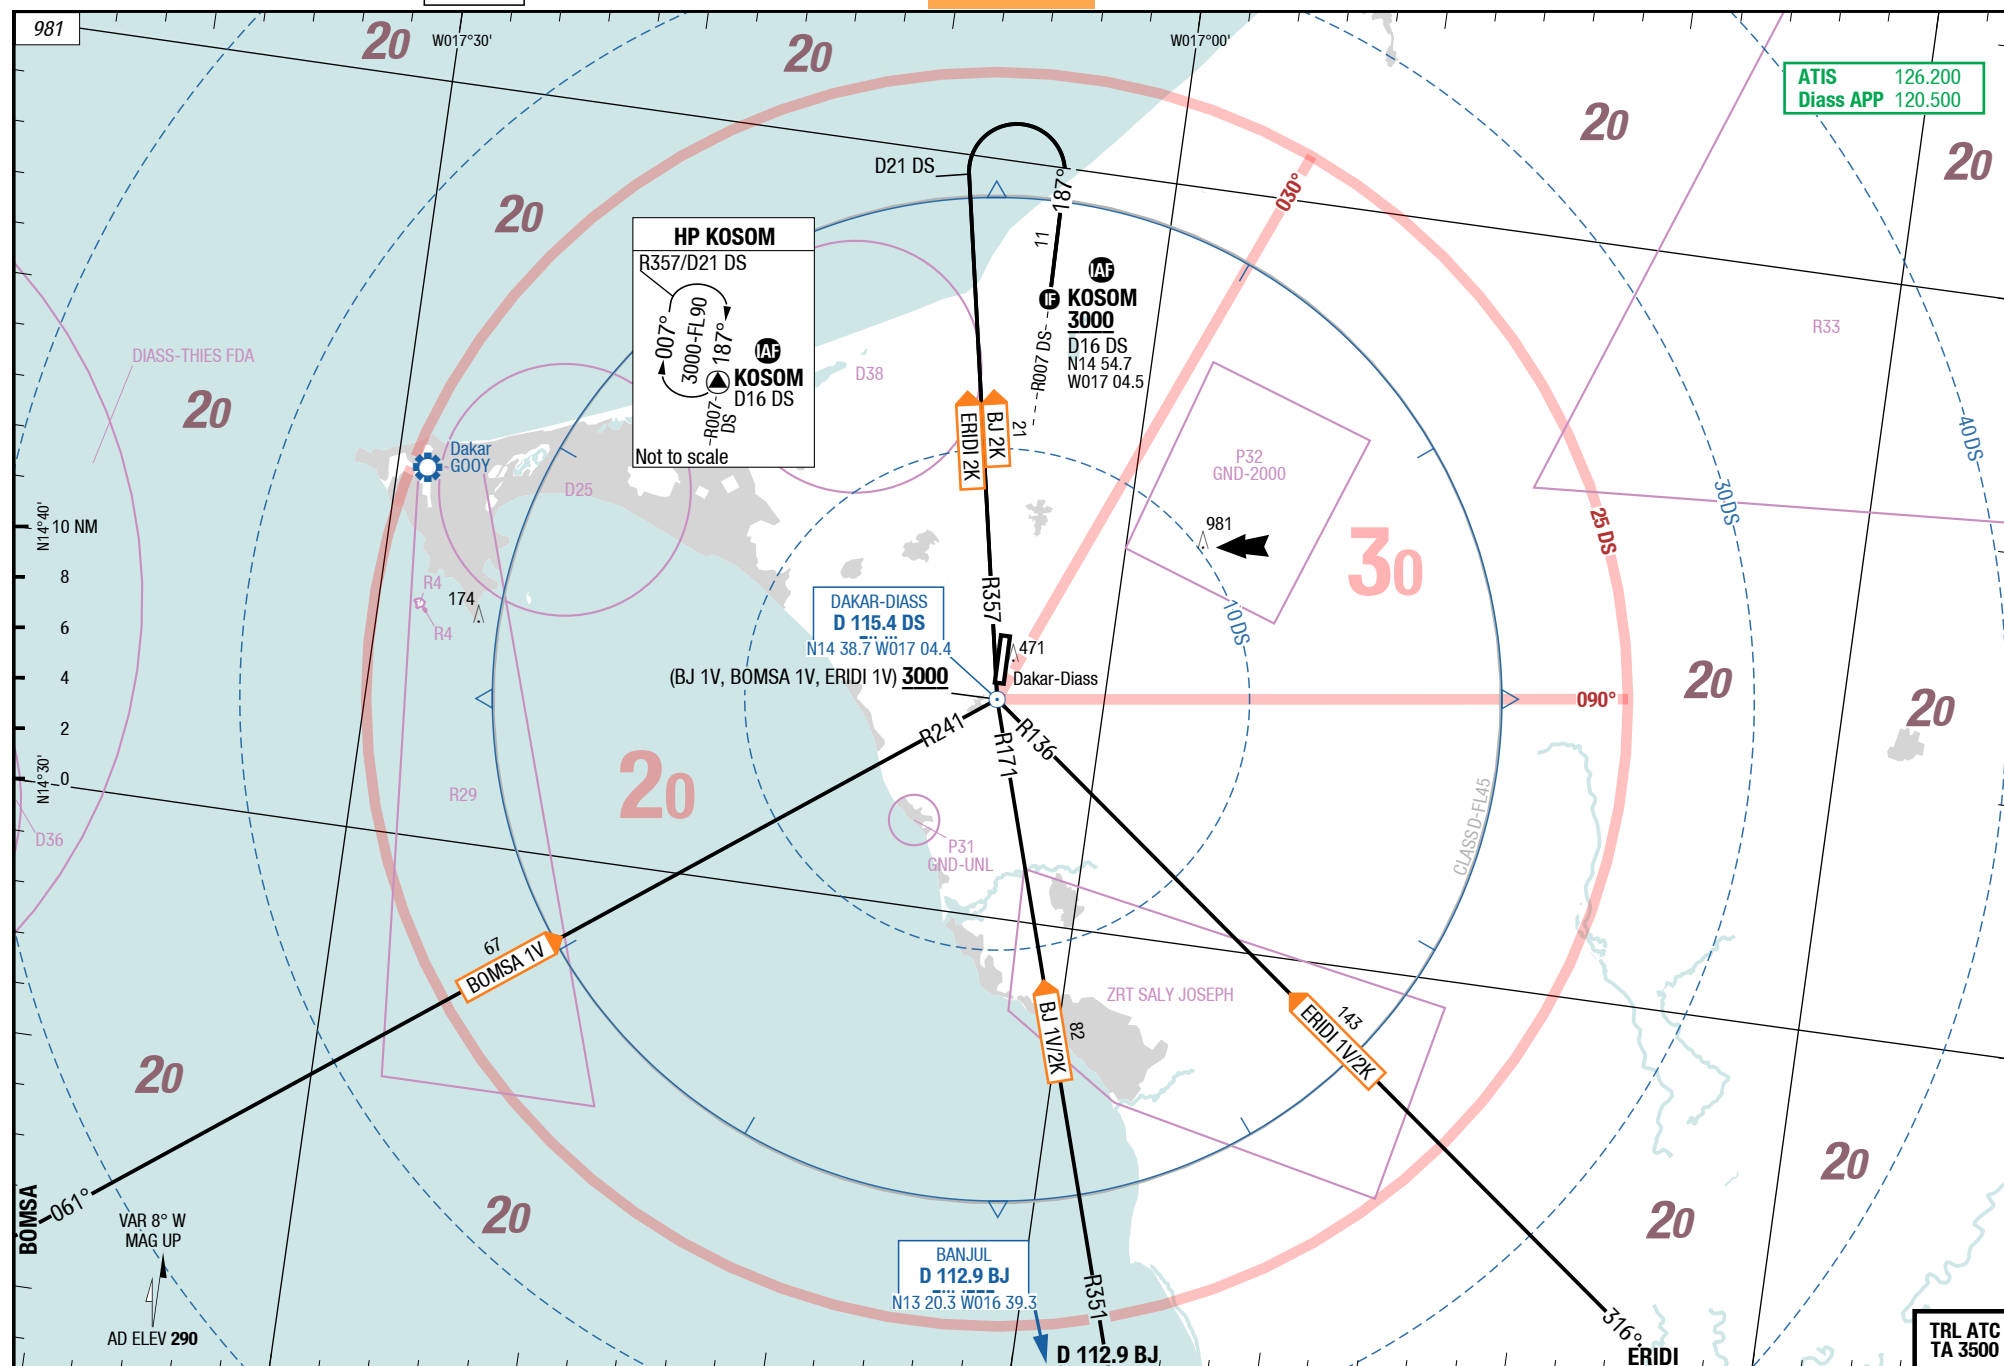 981
20
W017°30'
20
W017°00'
ATIS 126.200
Diass APP 120.500
20
20
20
D21 DS
187°
030°
HP KOSOM
R357/D21 DS
007°
3000-FL90
187°
IAF
KOSOM
D16 DS
R007
DS
Not to scale
11
IAF
IF KOSOM
3000
D16 DS
N14 54.7
W017 04.5
R007 DS
R33
DIASS-THIES FDA
D38
20
ERIDI 2K
BJ 2K
21
40DS
Dakar
GOOY
D25
P32
GND-2000
30DS
25 DS
N14°40'
10 NM
8
6
4
2
0
N14°30'
981
30
R4
174
R4
R357
DAKAR-DIASS
D 115.4 DS
N14 38.7 W017 04.4
10DS
471
Dakar-Diass
(BJ 1V, BOMSA 1V, ERIDI 1V) 3000
090°
20
20
R241
R171
R136
20
R29
D36
P31
GND-UNL
CLASSD-FL45
67
BOMSA 1V
ZRT SALY JOSEPH
BJ 1V/2K
82
143
ERIDI 1V/2K
20
20
20
20
061°
BOMSA
VAR 8° W
MAG UP
AD ELEV 290
BANJUL
D 112.9 BJ
N13 20.3 W016 39.3
R351
D 112.9 BJ
316°
ERIDI
TRL ATC
TA 3500